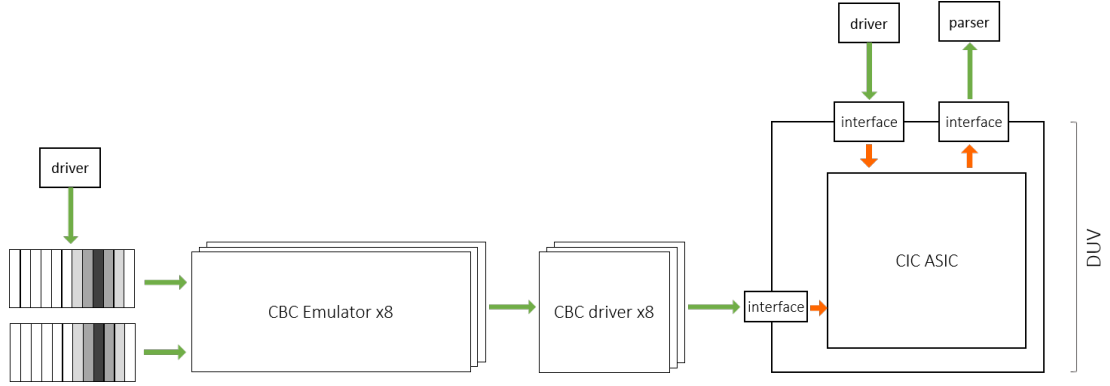 driver
parser
interface
interface
driver
CBC Emulator x8
CBC driver x8
interface
CIC ASIC
DUV